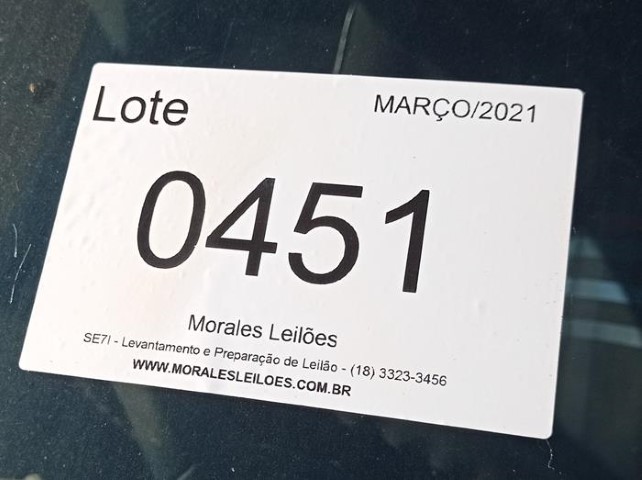 Lote MARÇO/2021
0451
Morales Leilões
SE7I - Levantamento e Preparação de Leilão - (18) 3323-3456
WWW.MORALESLEILOES.COM.BR